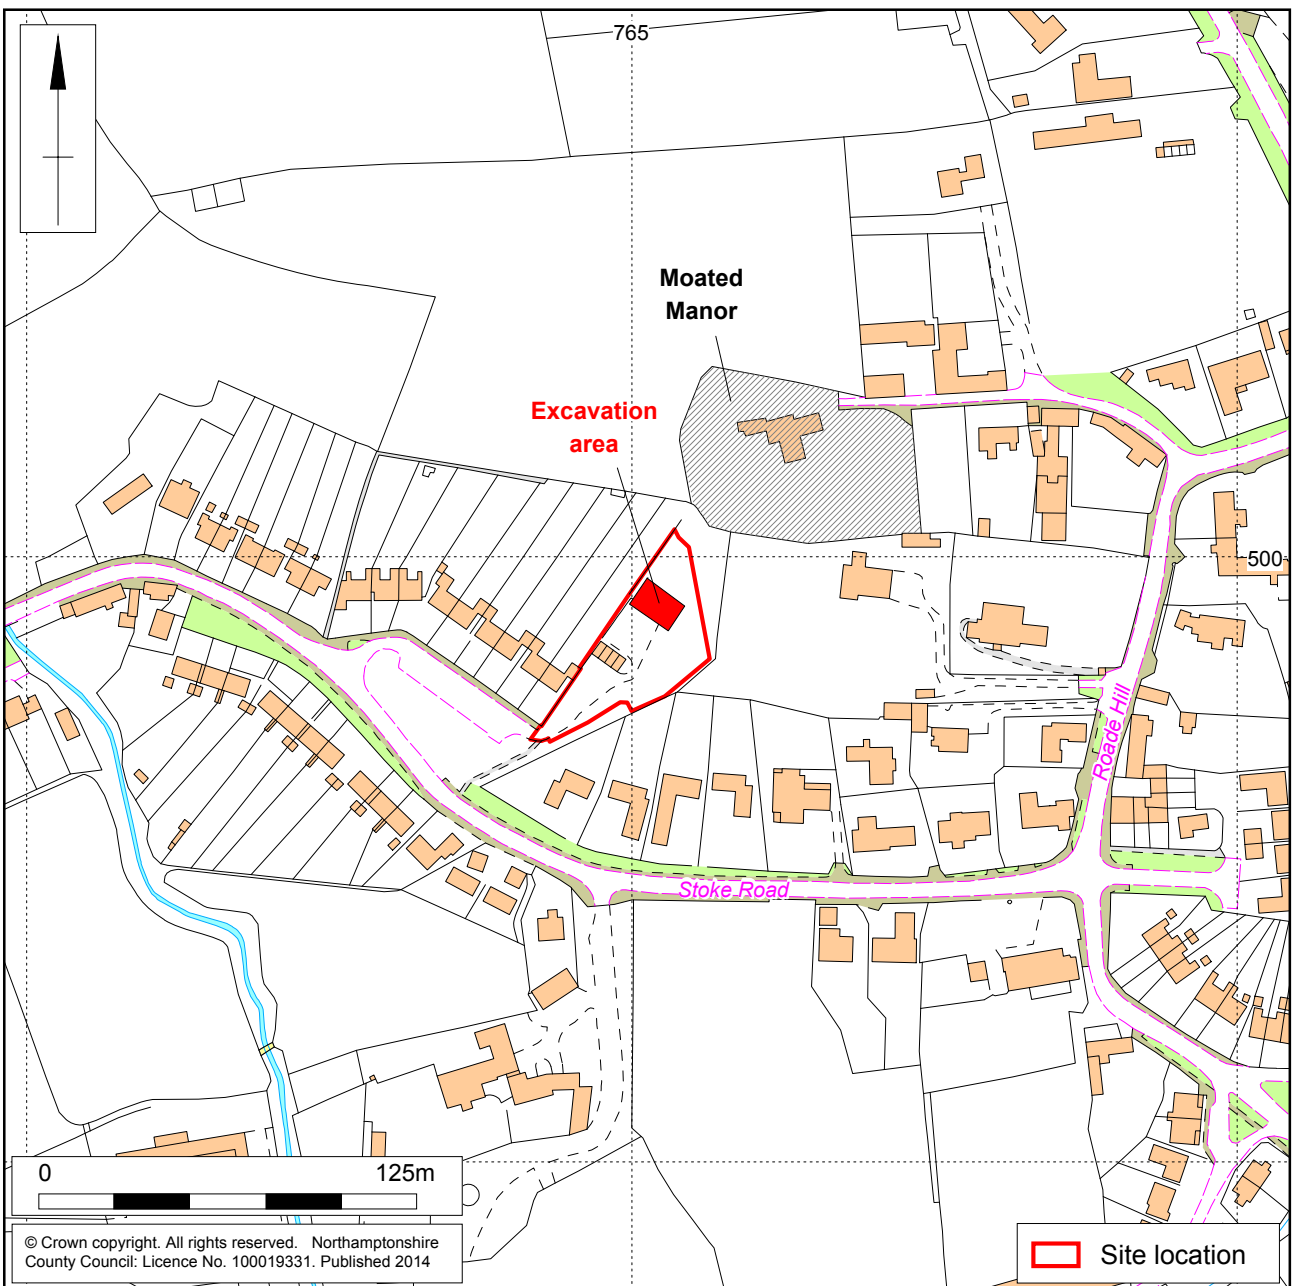 765
Moated
Manor
Excavation
area
500
Roade Hill
Stoke Road
0 125m
© Crown copyright. All rights reserved. Northamptonshire
County Council: Licence No. 100019331. Published 2014
Site location